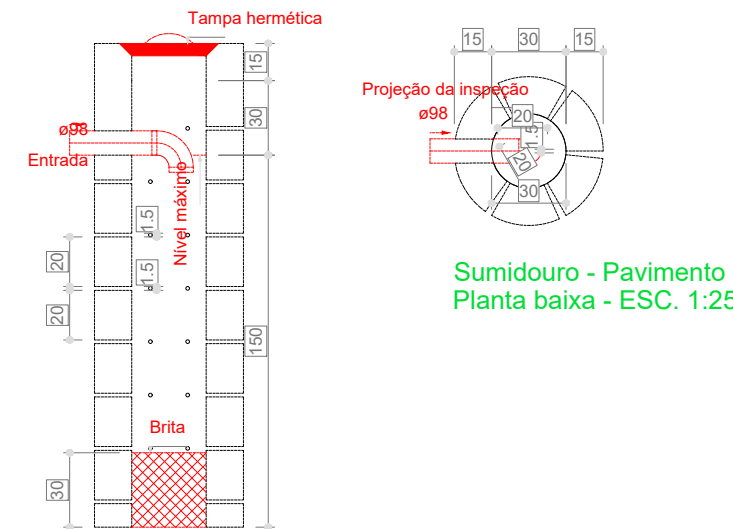 Tampa hermética
15
30
ø98
Entrada
Nível máximo
1.5
1.5
20
20
150
Brita
30
15
30
15
Projeção da inspeção
ø98
20
1.5
20
30
Sumidouro - Pavimento
Planta baixa - ESC. 1:25